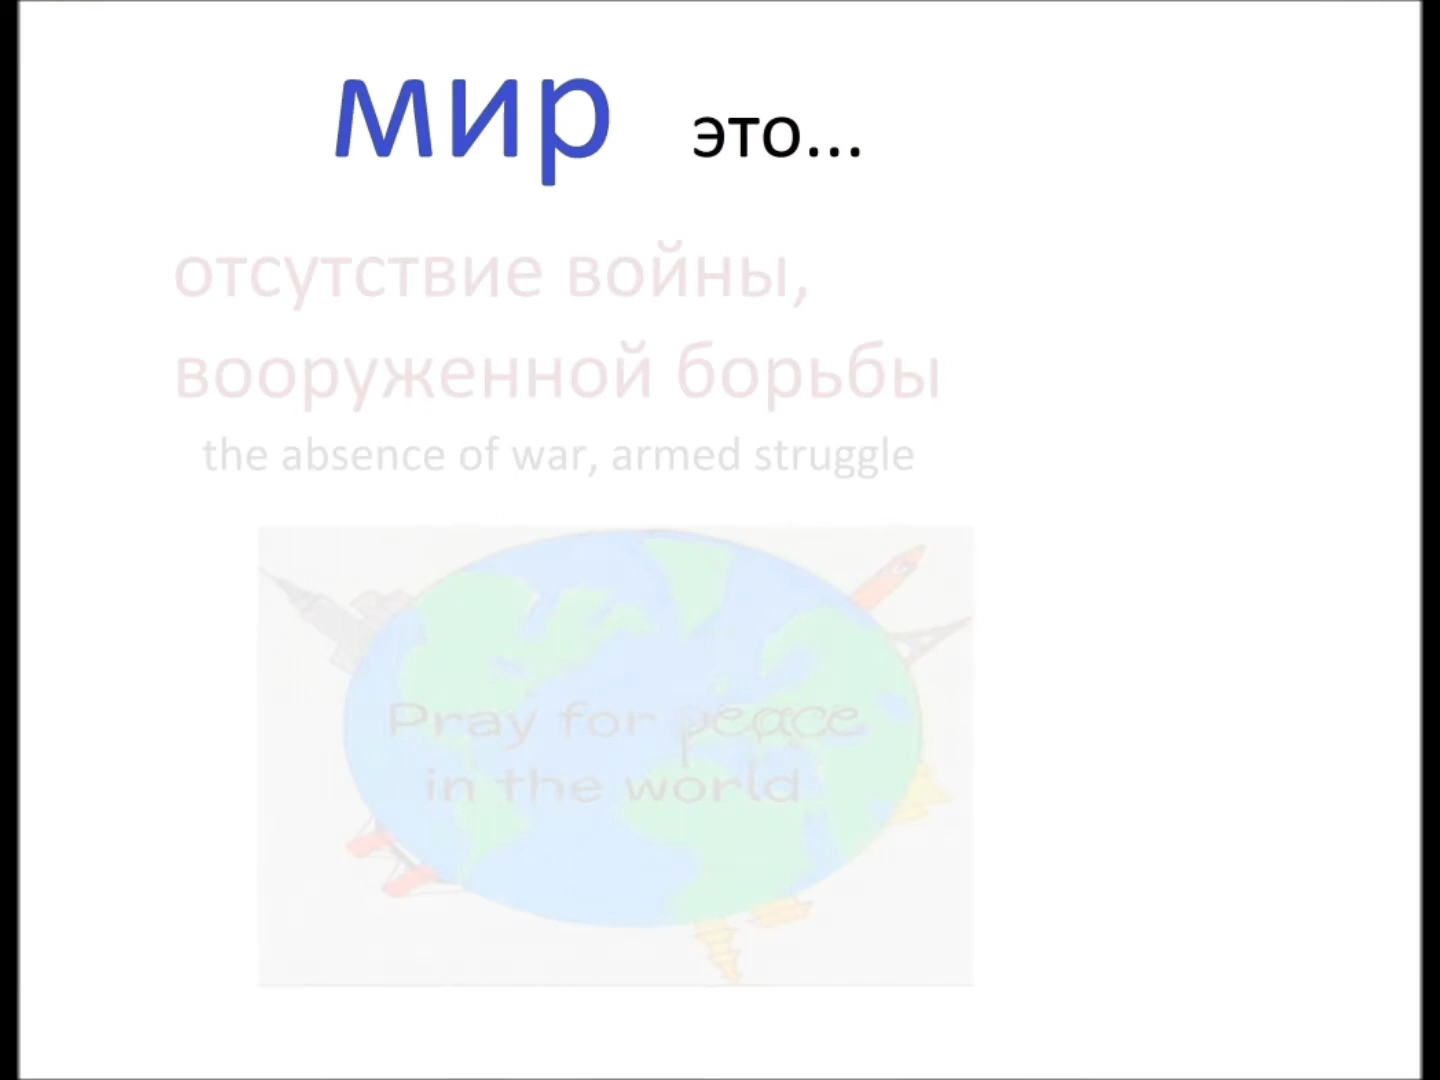 мир это...
отсутствие войны,
вооруженной борьбы
the absence of war, armed struggle
Pray for peace
in the world